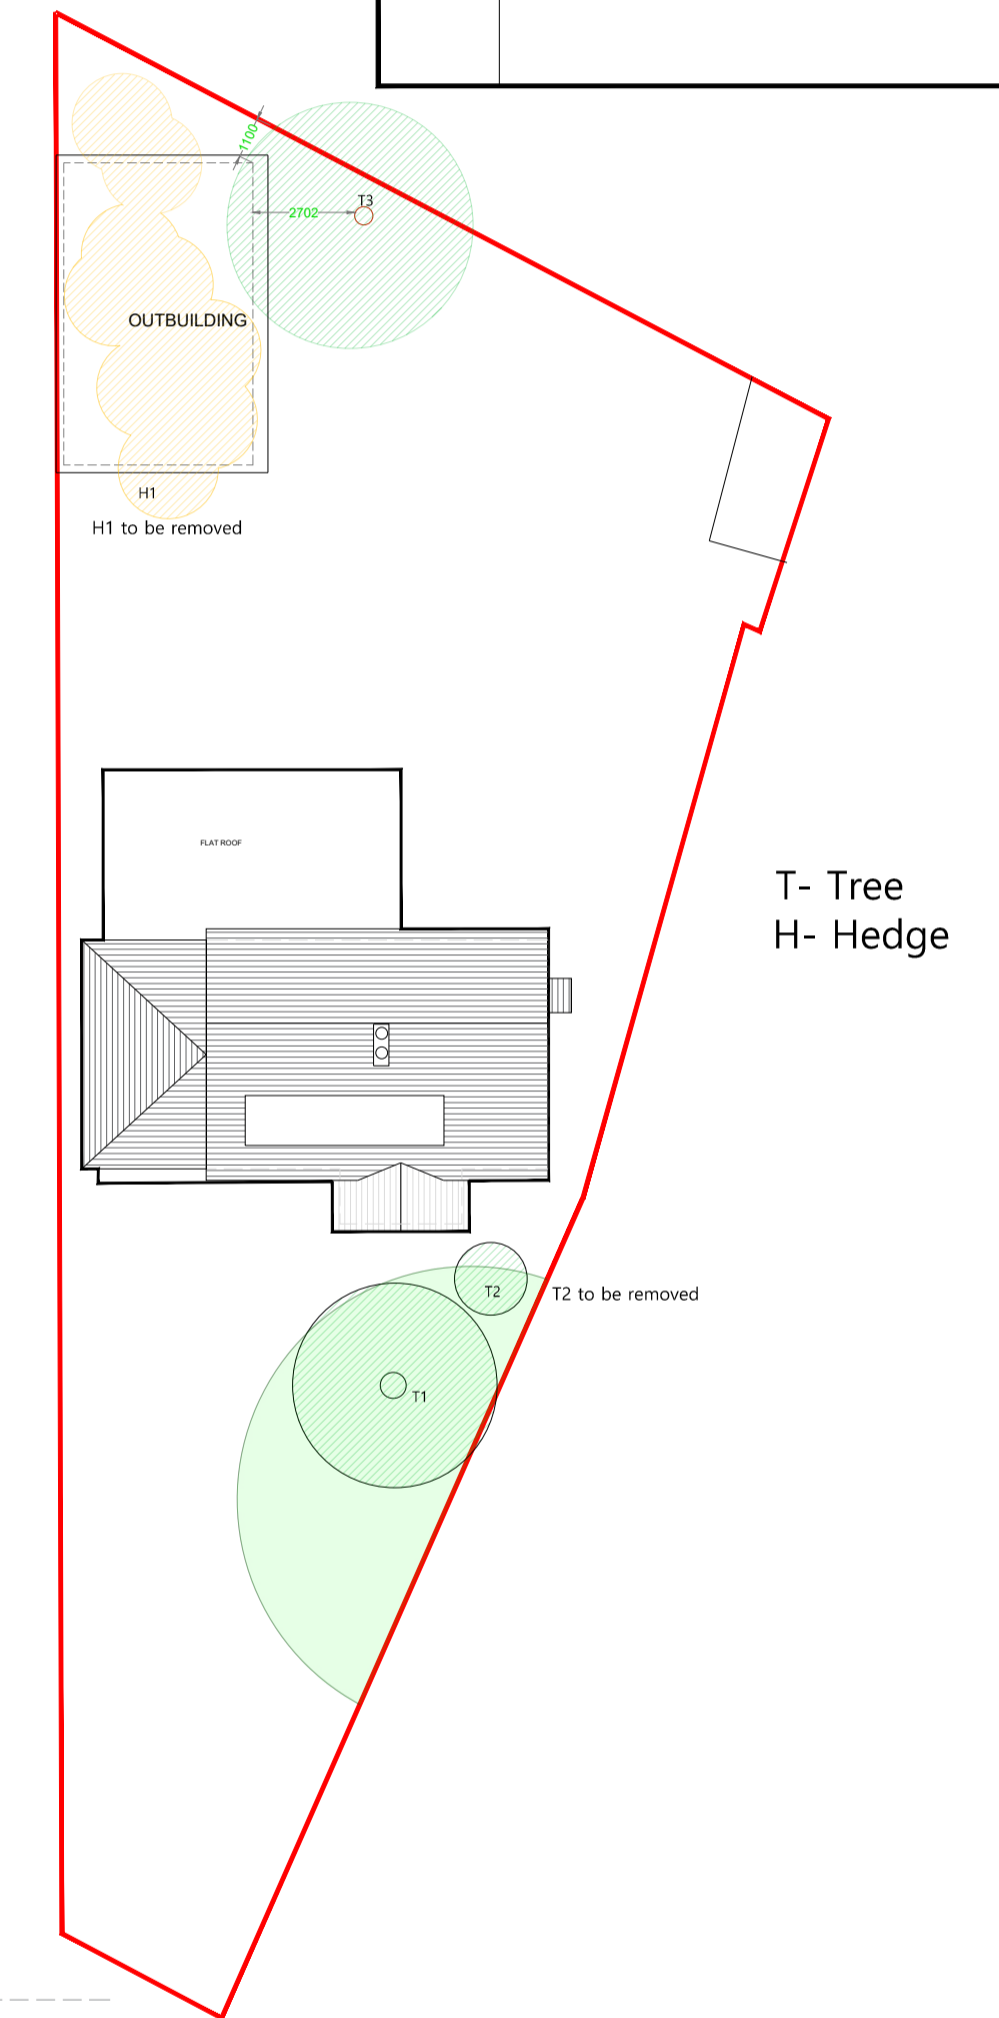 1100
T3
2702
OUTBUILDING
H1
H1 to be removed
FLAT ROOF
T- Tree
H- Hedge
T2
T2 to be removed
T1